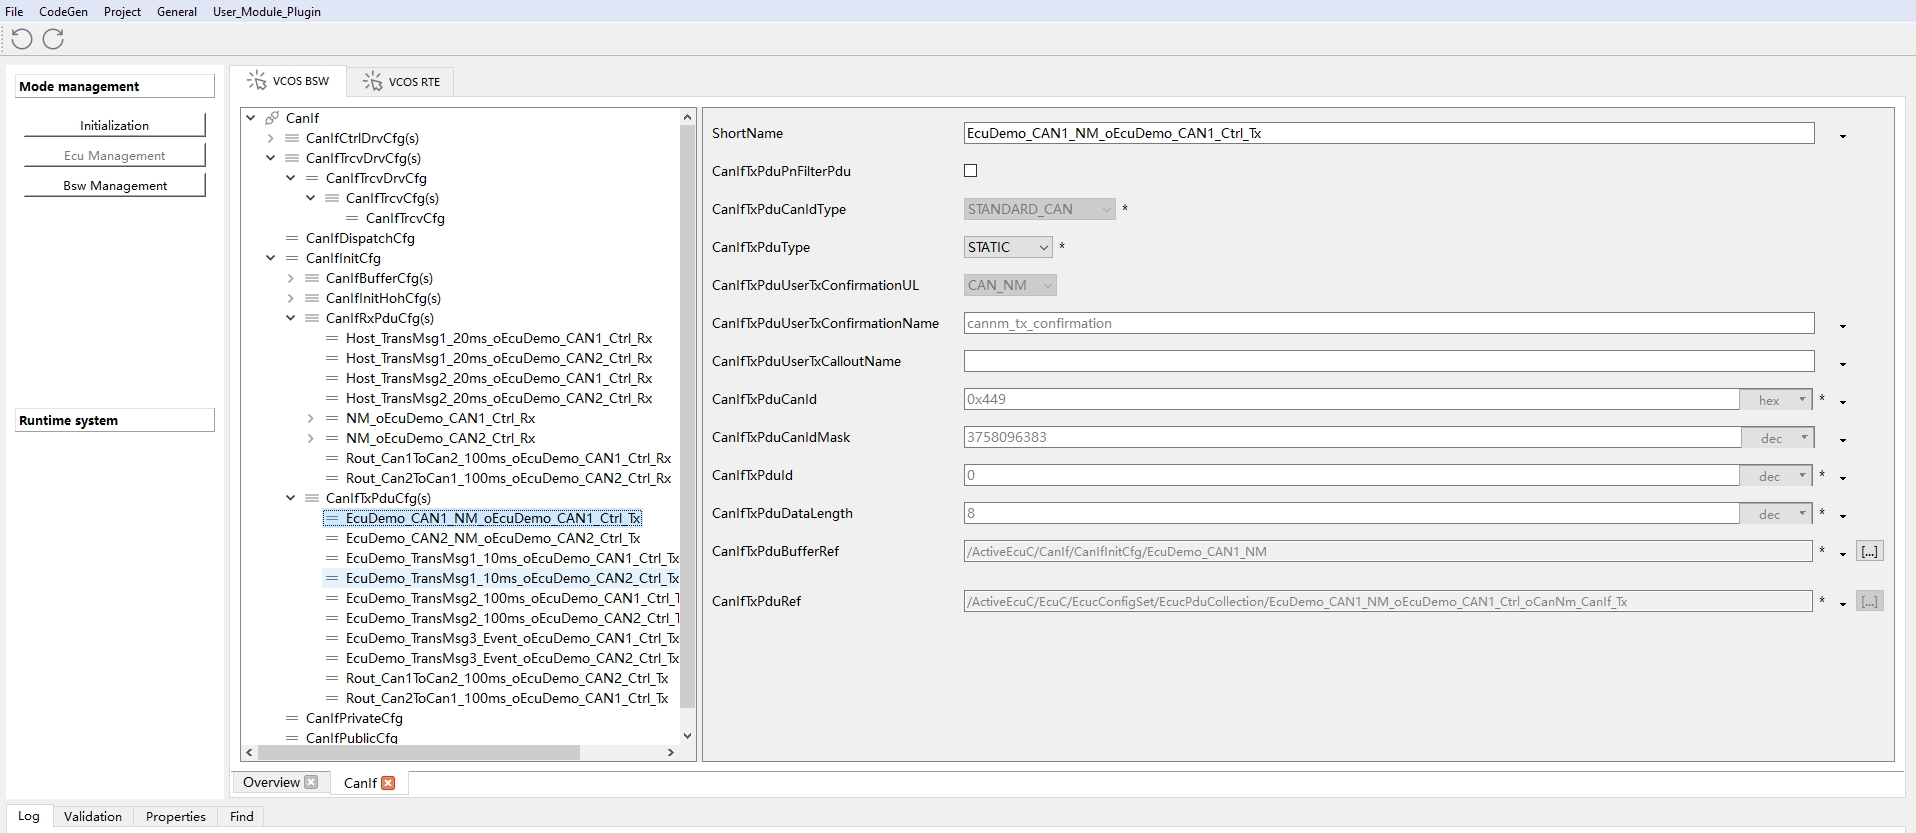 File CodeGen Project General User_Module_Plugin
Mode management
Initialization
Ecu Management
Bsw Management
Runtime system
VCOS BSW VCOS RTE
CanIf
CanIfCtrlDrvCfg(s)
CanIfTrcvDrvCfg(s)
CanIfTrcvDrvCfg
CanIfTrcvCfg(s)
CanIfTrcvCfg
CanIfDispatchCfg
CanIfInitCfg
CanIfBufferCfg(s)
CanIfInitHohCfg(s)
CanIfRxPduCfg(s)
Host_TransMsg1_20ms_oEcuDemo_CAN1_Ctrl_Rx
Host_TransMsg1_20ms_oEcuDemo_CAN2_Ctrl_Rx
Host_TransMsg2_20ms_oEcuDemo_CAN1_Ctrl_Rx
Host_TransMsg2_20ms_oEcuDemo_CAN2_Ctrl_Rx
NM_oEcuDemo_CAN1_Ctrl_Rx
NM_oEcuDemo_CAN2_Ctrl_Rx
Rout_Can1ToCan2_100ms_oEcuDemo_CAN1_Ctrl_Rx
Rout_Can2ToCan1_100ms_oEcuDemo_CAN2_Ctrl_Rx
CanIfTxPduCfg(s)
EcuDemo_CAN1_NM_oEcuDemo_CAN1_Ctrl_Tx
EcuDemo_CAN2_NM_oEcuDemo_CAN2_Ctrl_Tx
EcuDemo_TransMsg1_10ms_oEcuDemo_CAN1_Ctrl_Tx
EcuDemo_TransMsg1_10ms_oEcuDemo_CAN2_Ctrl_Tx
EcuDemo_TransMsg2_100ms_oEcuDemo_CAN1_Ctrl_T
EcuDemo_TransMsg2_100ms_oEcuDemo_CAN2_Ctrl_T
EcuDemo_TransMsg3_Event_oEcuDemo_CAN1_Ctrl_Tx
EcuDemo_TransMsg3_Event_oEcuDemo_CAN2_Ctrl_Tx
Rout_Can1ToCan2_100ms_oEcuDemo_CAN2_Ctrl_Tx
Rout_Can2ToCan1_100ms_oEcuDemo_CAN1_Ctrl_Tx
CanIfPrivateCfg
CanIfPublicCfg
ShortName EcuDemo_CAN1_NM_oEcuDemo_CAN1_Ctrl_Tx
CanIfTxPduPnFilterPdu
CanIfTxPduCanIdType STANDARD_CAN *
CanIfTxPduType STATIC *
CanIfTxPduUserTxConfirmationUL CAN_NM
CanIfTxPduUserTxConfirmationName cannm_tx_confirmation
CanIfTxPduUserTxCalloutName
CanIfTxPduCanId 0x449 hex *
CanIfTxPduCanIdMask 3758096383 dec
CanIfTxPduId 0 dec *
CanIfTxPduDataLength 8 dec *
CanIfTxPduBufferRef /ActiveEcuC/CanIf/CanIfInitCfg/EcuDemo_CAN1_NM * [...]
CanIfTxPduRef /ActiveEcuC/EcuC/EcucConfigSet/EcucPduCollection/EcuDemo_CAN1_NM_oEcuDemo_CAN1_Ctrl_oCanNm_CanIf_Tx * [...]
Overview CanIf
Log Validation Properties Find